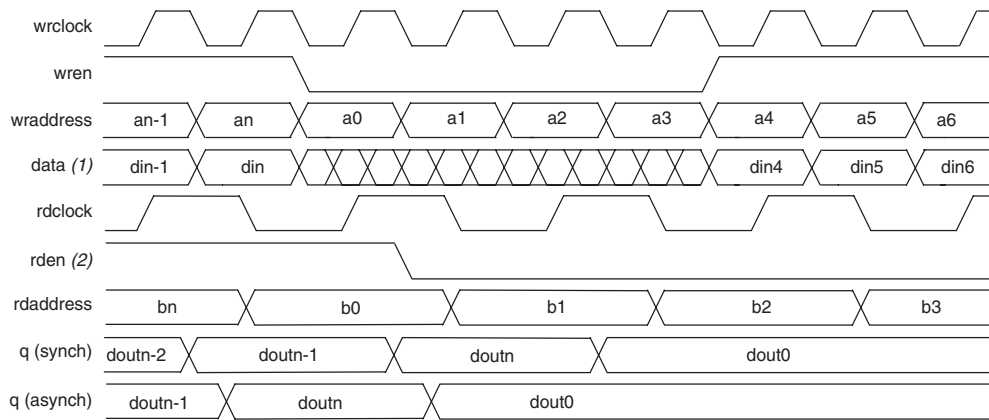 wrclock
wren
wraddress an-1 an a0 a1 a2 a3 a4 a5 a6
data (1) din-1 din din4 din5 din6
rdclock
rden (2)
rdaddress bn b0 b1 b2 b3
q (synch) doutn-2 doutn-1 doutn dout0
q (asynch) doutn-1 doutn dout0